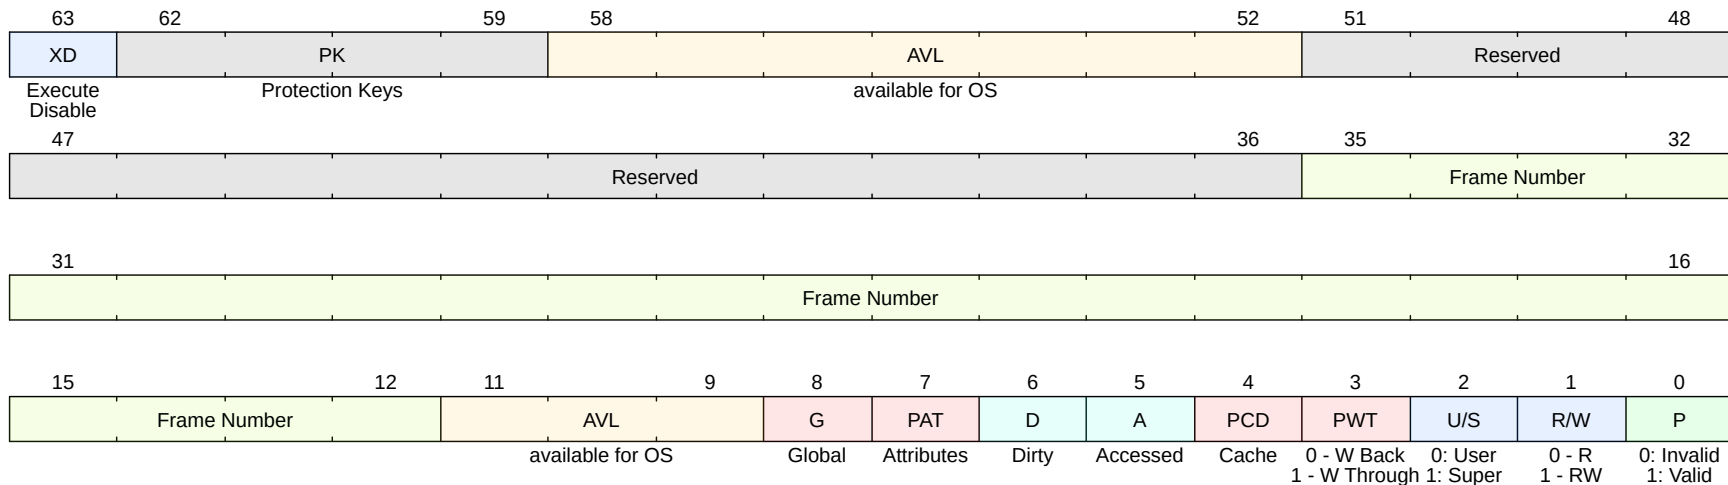 63 62 59 58 52 51 48
XD PK AVL Reserved
Execute Protection Keys available for OS
Disable
47 36 35 32
Reserved Frame Number
31 16
Frame Number
15 12 11 9 8 7 6 5 4 3 2 1 0
Frame Number AVL G PAT D A PCD PWT U/S R/W P
available for OS Global Attributes Dirty Accessed Cache 0 - W Back 0: User 0 - R 0: Invalid
1 - W Through 1: Super 1 - RW 1: Valid